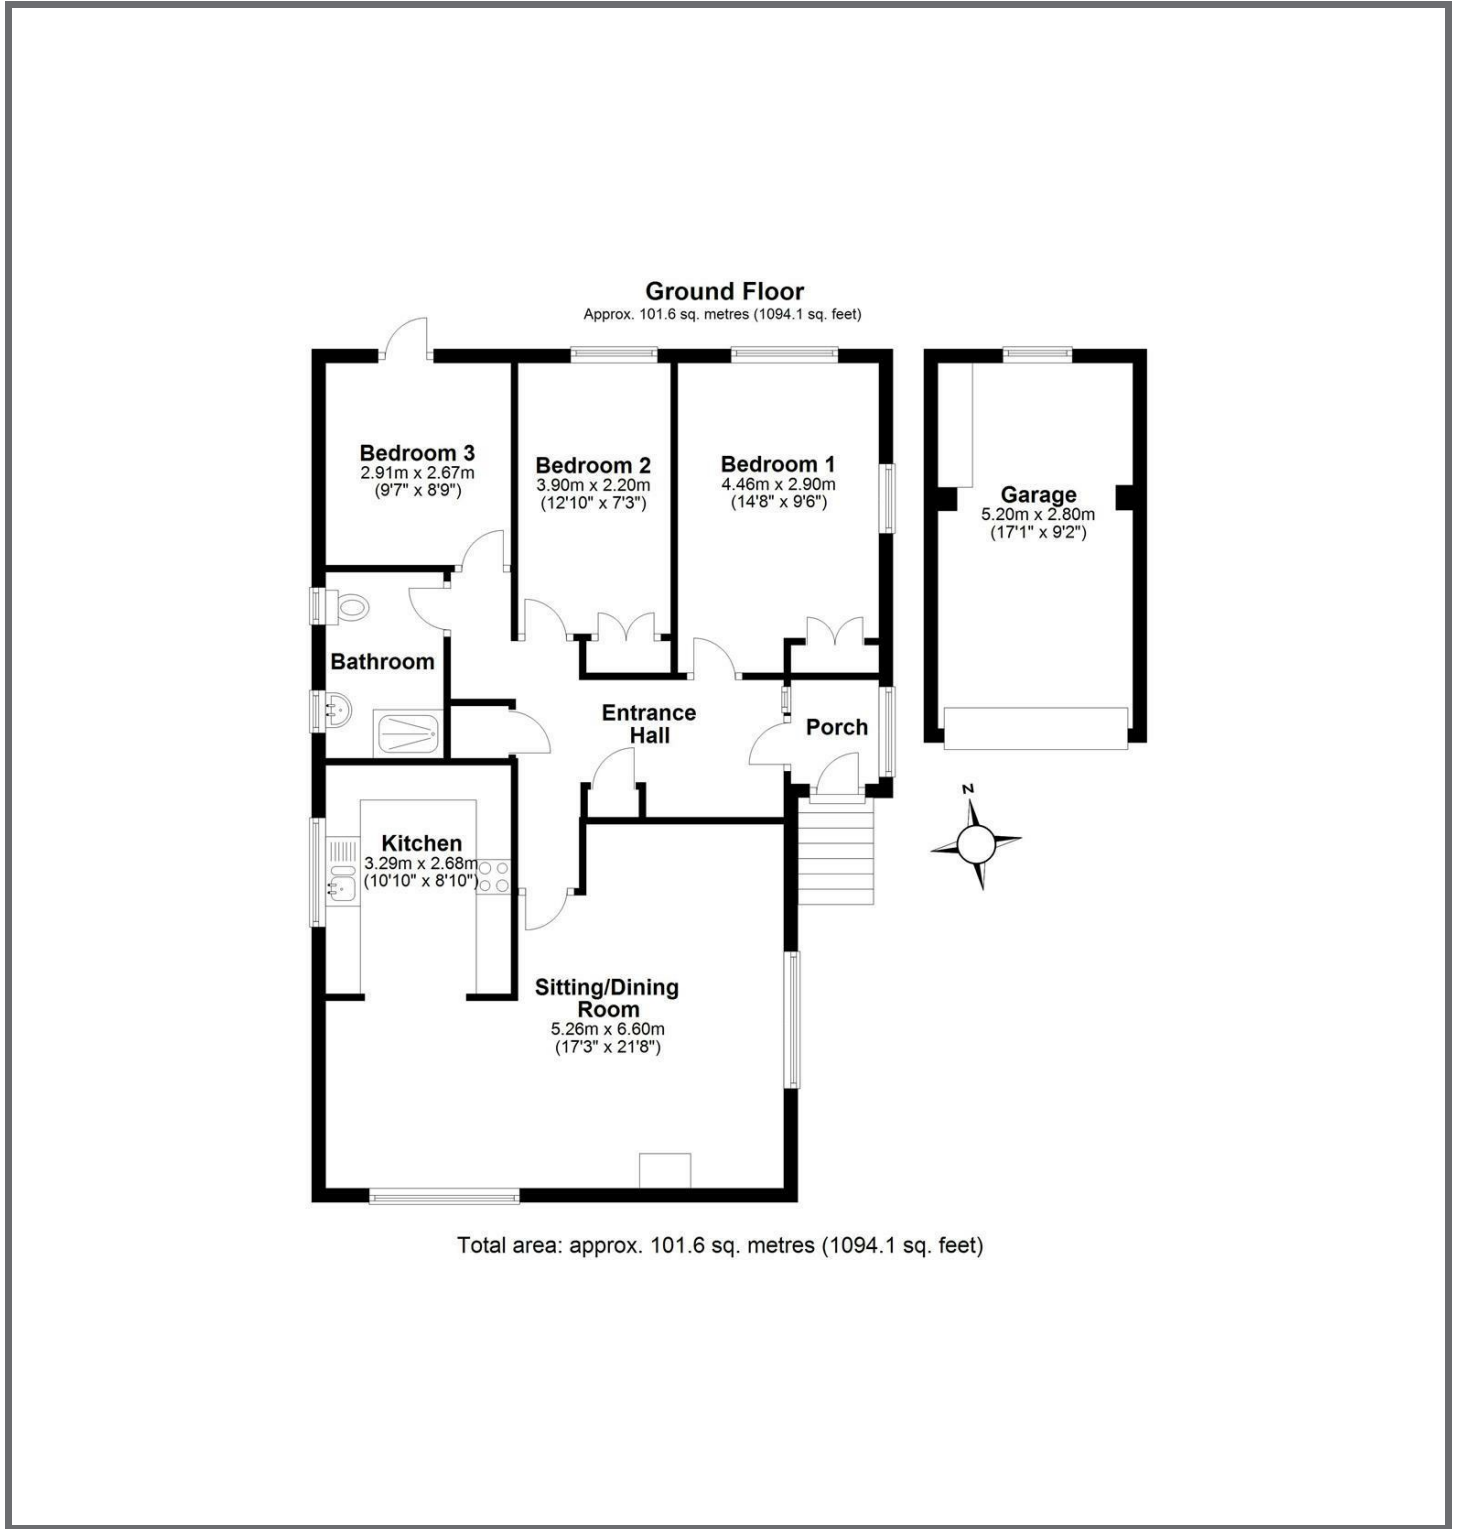 Ground Floor
Approx. 101.6 sq. metres (1094.1 sq. feet)
Bedroom 3
2.91m x 2.67m
(9'7" x 8'9")
Bedroom 2
3.90m x 2.20m
(12'10" x 7'3")
Bedroom 1
4.46m x 2.90m
(14'8" x 9'6")
Garage
5.20m x 2.80m
(17'1" x 9'2")
Bathroom
Entrance
Hall
Porch
N
Kitchen
3.29m x 2.68m
(10'10" x 8'10")
Sitting/Dining
Room
5.26m x 6.60m
(17'3" x 21'8")
Total area: approx. 101.6 sq. metres (1094.1 sq. feet)